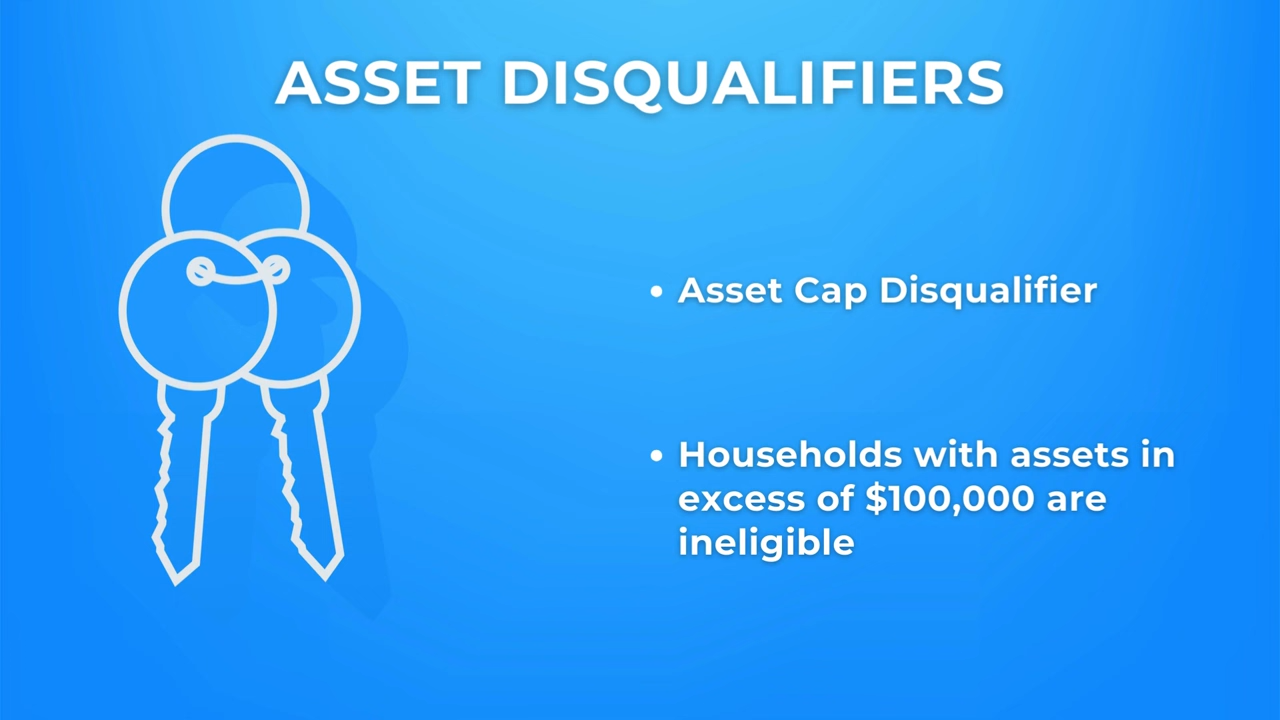 ASSET DISQUALIFIERS
• Asset Cap Disqualifier
• Households with assets in
excess of $100,000 are
ineligible